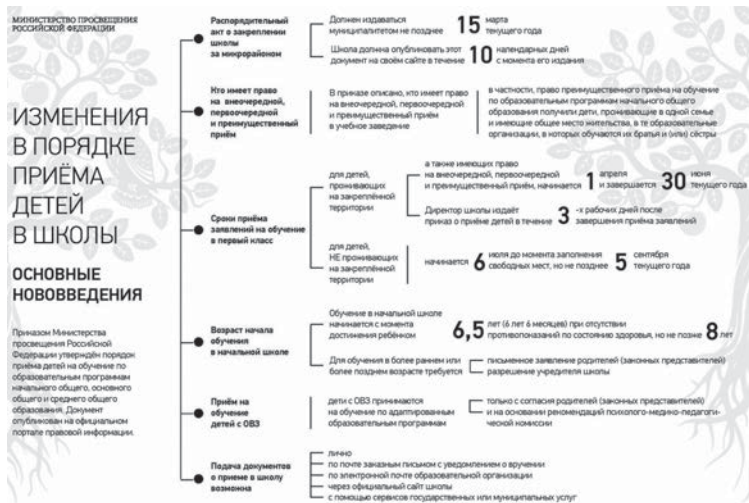 МИНИСТЕРСТВО ПРОСВЕЩЕНИЯ
РОССИЙСКОЙ ФЕДЕРАЦИИ
ИЗМЕНЕНИЯ
В ПОРЯДКЕ
ПРИЁМА
ДЕТЕЙ
В ШКОЛЫ
ОСНОВНЫЕ
НОВОВВЕДЕНИЯ
Приказом Министерства
просвещения Российской
Федерации утверждён порядок
приёма детей на обучение по
образовательным программам
начального общего, основного
общего и среднего общего
образования. Документ
опубликован на официальном
портале правовой информации.
Распорядительный
акт о закреплении
школы
за микрорайоном
Должен издаваться
муниципалитетом не позднее 15 марта
текущего года
Школа должна опубликовать этот
документ на своём сайте в течение 10 календарных дней
с момента его издания
Кто имеет право
на внеочередной,
первоочередной
и преимущественный
приём
В приказе описано, кто имеет право
на внеочередной, первоочередной
и преимущественный приём
в учебное заведение
в частности, право преимущественного приёма на обучение
по образовательным программам начального общего
образования получили дети, проживающие в одной семье
и имеющие общее место жительства, в те образовательные
организации, в которых обучаются их братья и (или) сёстры
Сроки приёма
заявлений на обучение
в первый класс
для детей,
проживающих
на закреплённой
территории
а также имеющих право
на внеочередной, первоочередной
и преимущественный приём, начинается 1 апреля
и завершается 30 июня
текущего года
Директор школы издаёт
приказ о приёме детей в течение 3 -х рабочих дней после
завершения приёма заявлений
для детей,
НЕ проживающих
на закреплённой
территории
начинается 6 июля до момента заполнения
свободных мест, но не позднее 5 сентября
текущего года
Возраст начала
обучения
в начальной школе
Обучение в начальной школе
начинается с момента
достижения ребёнком 6,5 лет (6 лет 6 месяцев) при отсутствии
противопоказаний по состоянию здоровья, но не позже 8 лет
Для обучения в более раннем или
более позднем возрасте требуется
письменное заявление родителей (законных представителей)
разрешение учредителя школы
Приём на
обучение
детей с ОВЗ
дети с ОВЗ принимаются
на обучение по адаптированным
образовательным программам
только с согласия родителей (законных представителей)
и на основании рекомендаций психолого-медико-педагоги-
ческой комиссии
Подача документов
о приеме в школу
возможна
лично
по почте заказным письмом с уведомлением о вручении
по электронной почте образовательной организации
через официальный сайт школы
с помощью сервисов государственных или муниципальных услуг